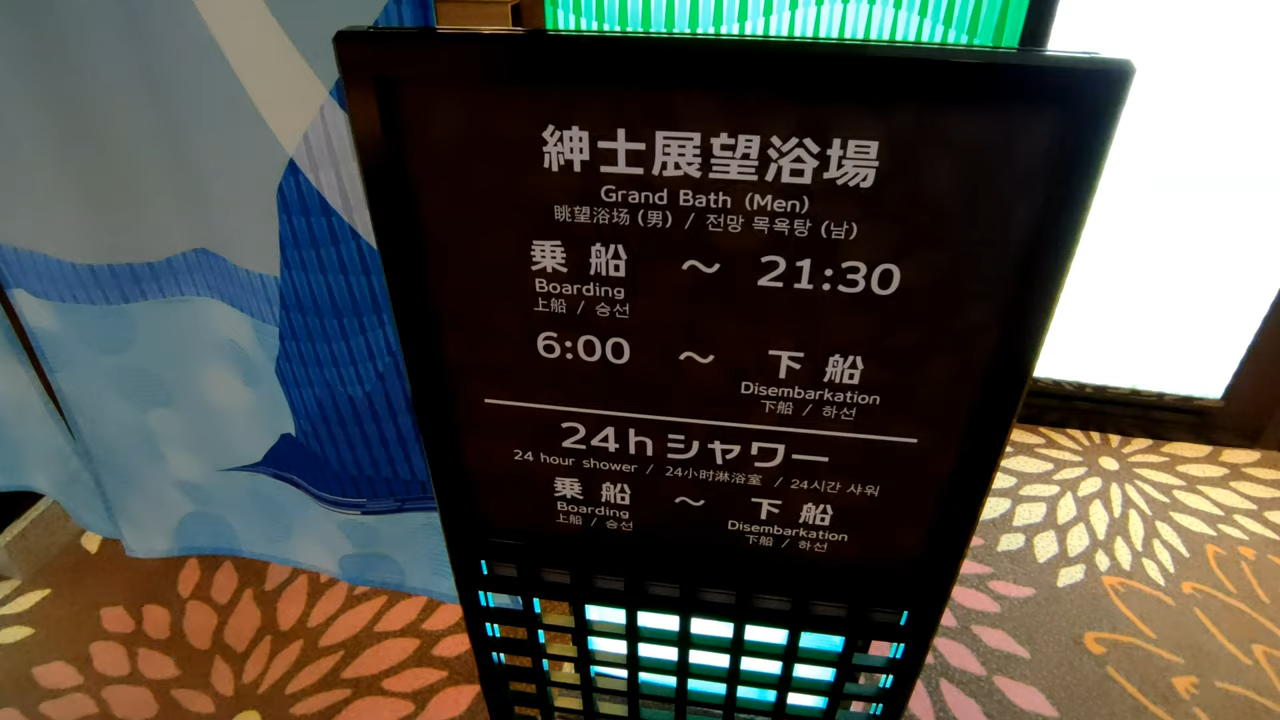 紳士展望浴場
Grand Bath (Men)
眺望浴场 (男) / 전망 목욕탕 (남)
乗船 ～ 21:30
Boarding
上船 / 승선
6:00 ～ 下船
Disembarkation
下船 / 하선
24hシャワー
24 hour shower / 24小时淋浴室 / 24시간 샤워
乗船 ～ 下船
Boarding Disembarkation
上船 / 승선 下船 / 하선